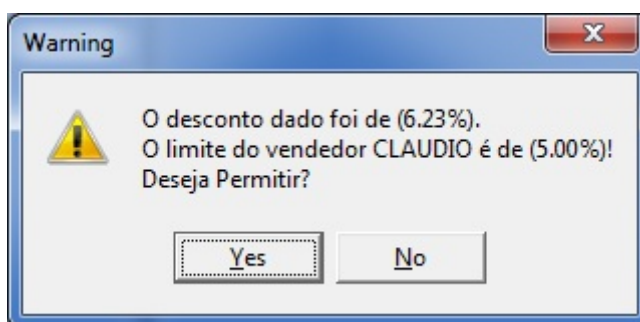 Warning
O desconto dado foi de (6.23%).
O limite do vendedor CLAUDIO é de (5.00%)!
Deseja Permitir?
Yes
No